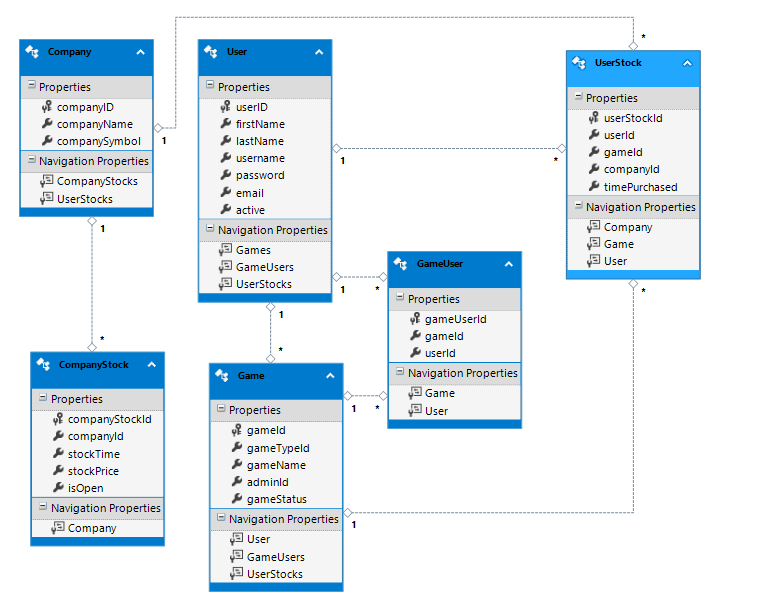 Company
Properties
companyID
companyName
companySymbol
Navigation Properties
CompanyStocks
UserStocks
1
1
User
Properties
userID
firstName
lastName
username
password
email
active
Navigation Properties
Games
GameUsers
UserStocks
1
1
1
*
UserStock
Properties
userStockId
userId
gameId
companyId
timePurchased
Navigation Properties
Company
Game
User
*
*
GameUser
Properties
gameUserId
gameId
userId
Navigation Properties
Game
User
*
*
CompanyStock
Properties
companyStockId
companyId
stockTime
stockPrice
isOpen
Navigation Properties
Company
*
Game
Properties
gameId
gameTypeId
gameName
adminId
gameStatus
Navigation Properties
User
GameUsers
UserStocks
*
1
1